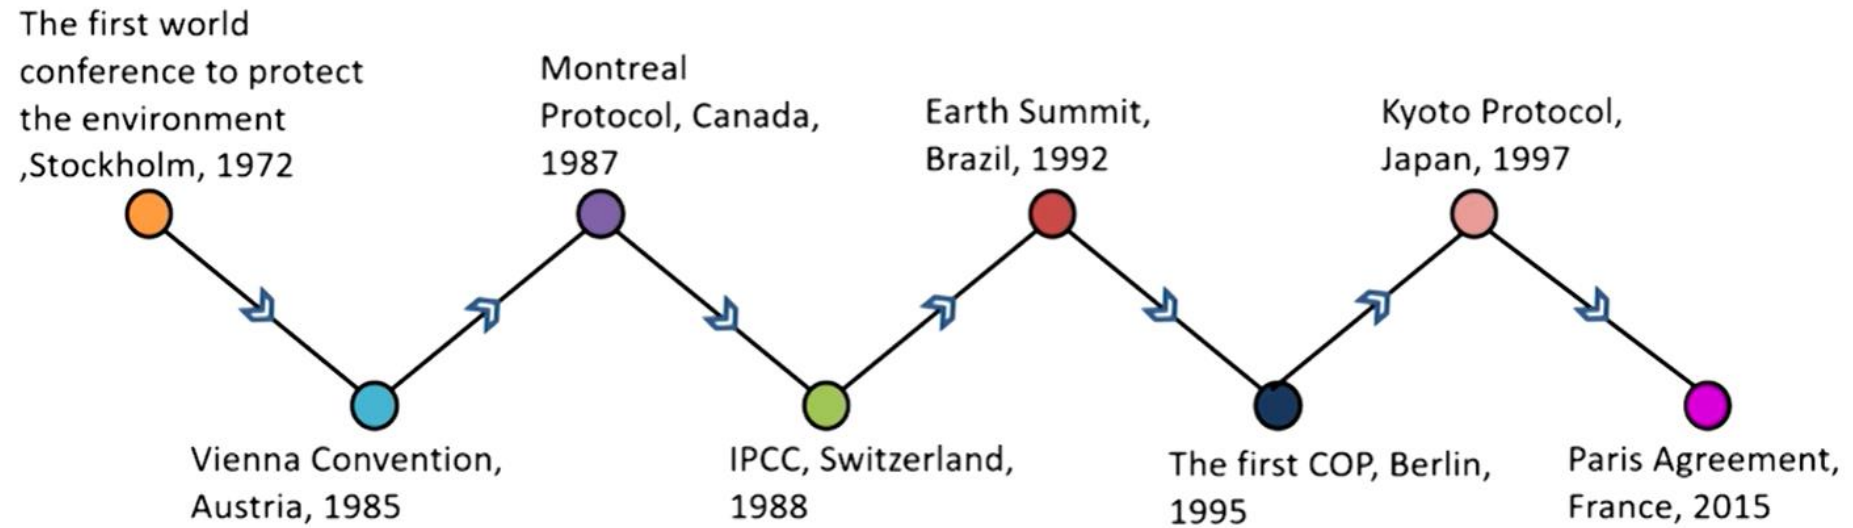 The first world
conference to protect
the environment
,Stockholm, 1972
Vienna Convention,
Austria, 1985
Montreal
Protocol, Canada,
1987
IPCC, Switzerland,
1988
Earth Summit,
Brazil, 1992
The first COP, Berlin,
1995
Kyoto Protocol,
Japan, 1997
Paris Agreement,
France, 2015